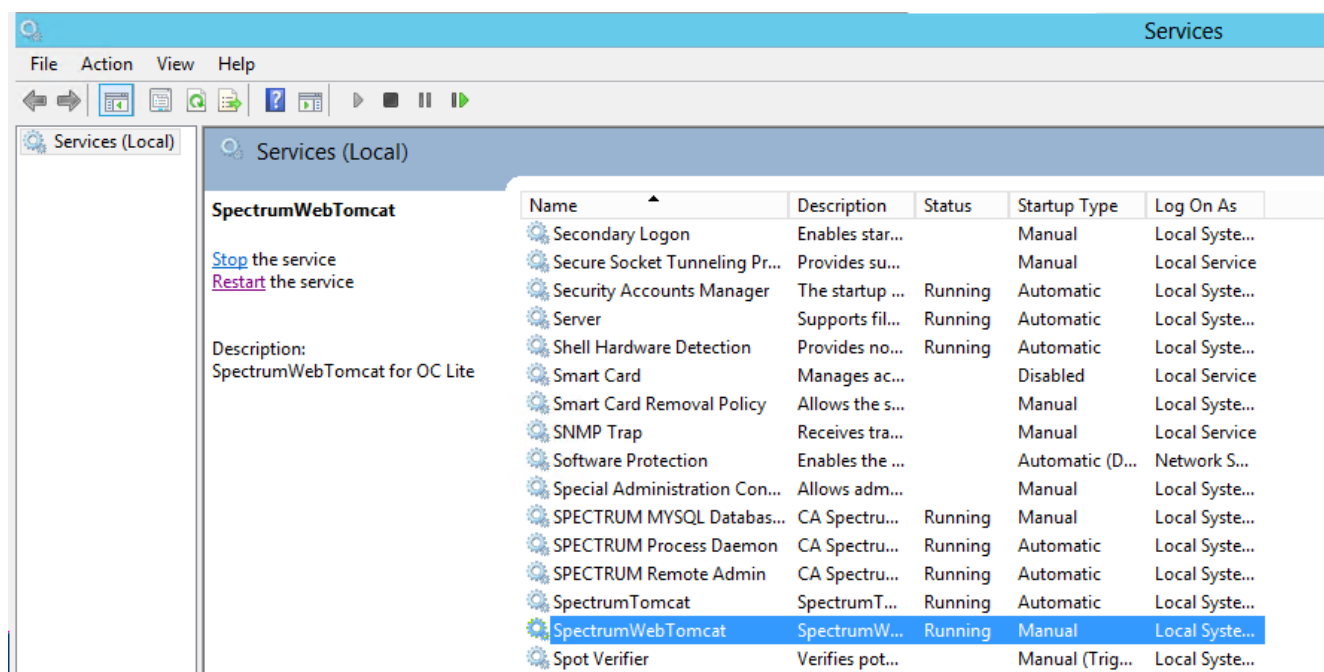 Services
File Action View Help
Services (Local)
Services (Local)
SpectrumWebTomcat
Stop the service
Restart the service
Description:
SpectrumWebTomcat for OC Lite
Name Description Status Startup Type Log On As
Secondary Logon Enables star... Manual Local Syste...
Secure Socket Tunneling Pr... Provides su... Manual Local Service
Security Accounts Manager The startup ... Running Automatic Local Syste...
Server Supports fil... Running Automatic Local Syste...
Shell Hardware Detection Provides no... Running Automatic Local Syste...
Smart Card Manages ac... Disabled Local Service
Smart Card Removal Policy Allows the s... Manual Local Syste...
SNMP Trap Receives tra... Manual Local Service
Software Protection Enables the ... Automatic (D... Network S...
Special Administration Con... Allows adm... Manual Local Syste...
SPECTRUM MYSQL Databas... CA Spectru... Running Manual Local Syste...
SPECTRUM Process Daemon CA Spectru... Running Automatic Local Syste...
SPECTRUM Remote Admin CA Spectru... Running Automatic Local Syste...
SpectrumTomcat SpectrumT... Running Automatic Local Syste...
SpectrumWebTomcat SpectrumW... Running Manual Local Syste...
Spot Verifier Verifies pot... Manual (Trig... Local Syste...